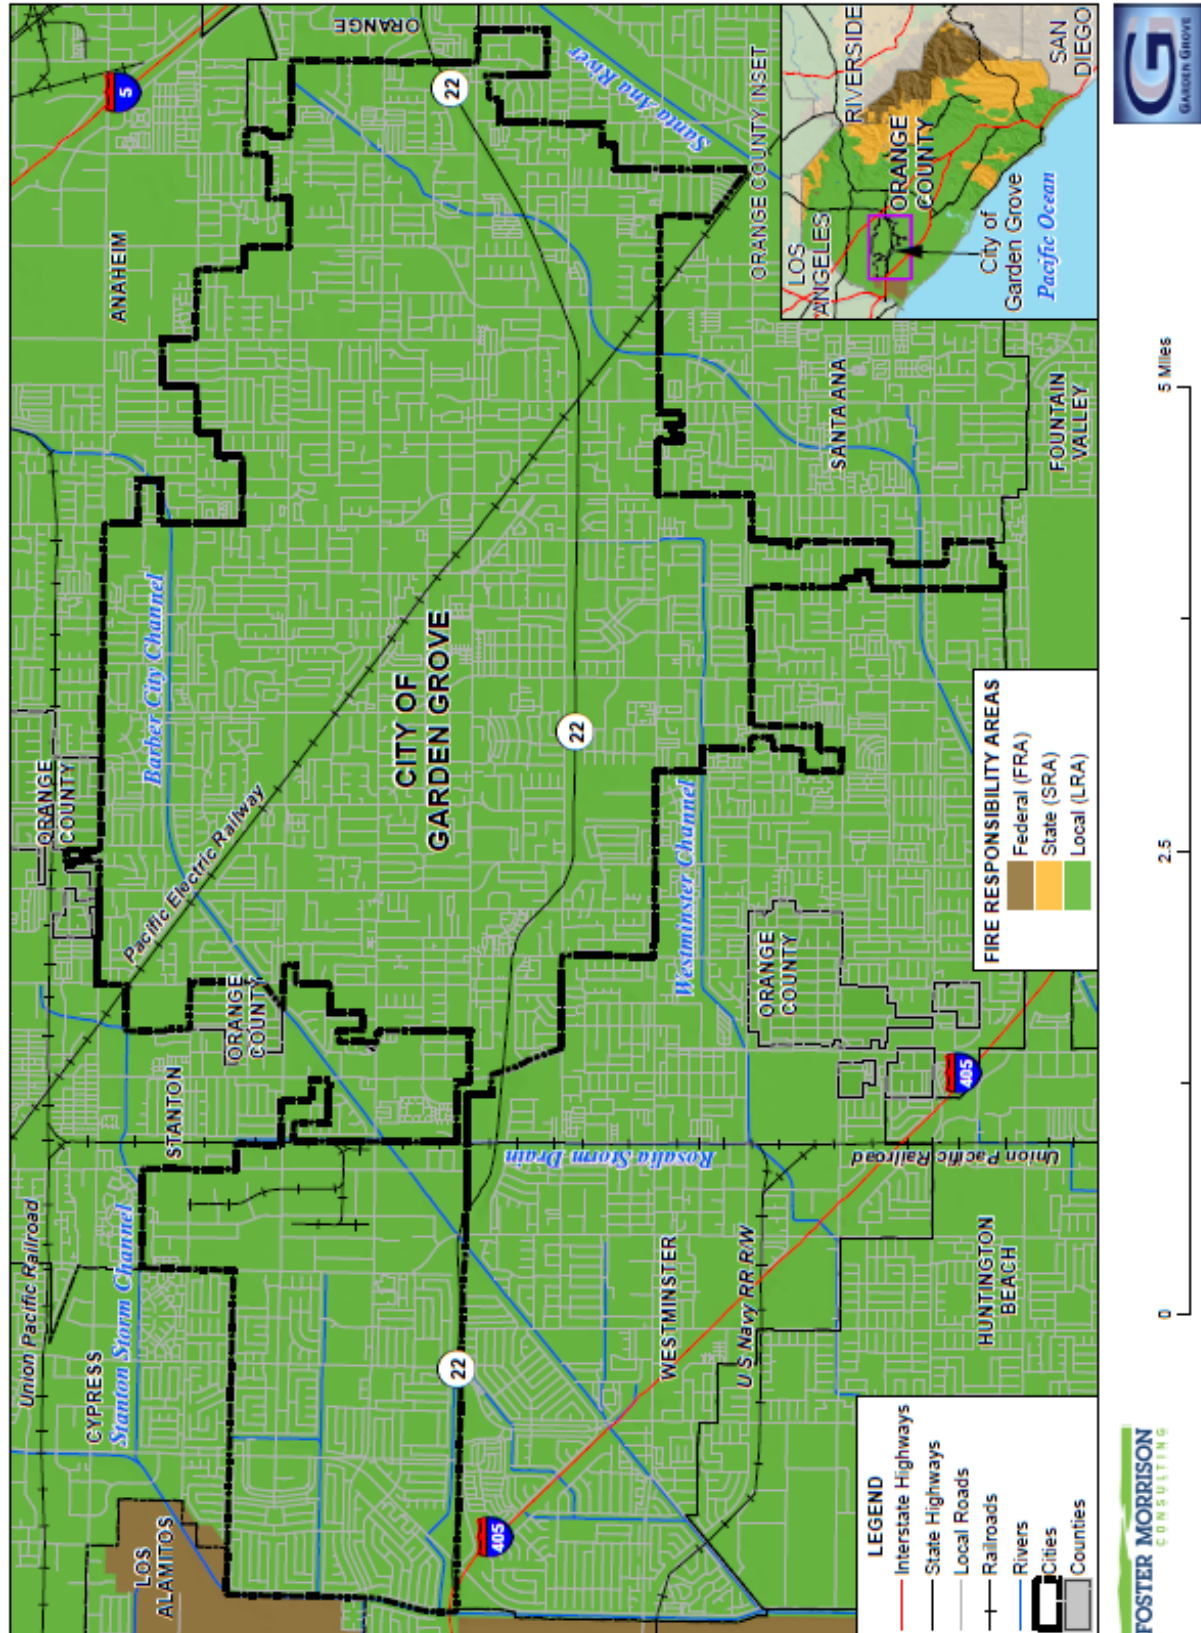 ORANGE
5
22
Santa Ana River
ANAHEIM
ORANGE COUNTY INSET
RIVERSIDE
LOS
ANGELES
ORANGE
COUNTY
SAN
DIEGO
City of
Garden Grove
Pacific Ocean
G
GARDEN GROVE
SANTA ANA
FOUNTAIN
VALLEY
Barber City Channel
CITY OF
GARDEN GROVE
22
ORANGE
COUNTY
Pacific Electric Railway
Westminster Channel
ORANGE
COUNTY
ORANGE
COUNTY
FIRE RESPONSIBILITY AREAS
Federal (FRA)
State (SRA)
Local (LRA)
STANTON
Rosalia Storm Drain
405
Union Pacific Railroad
Union Pacific Railroad
CYPRESS
Stanton Storm Channel
22
WESTMINSTER
U S Navy RR R/W
HUNTINGTON
BEACH
LOS
ALAMITOS
405
LEGEND
Interstate Highways
State Highways
Local Roads
Railroads
Rivers
Cities
Counties
0
2.5
5 Miles
FOSTER MORRISON
CONSULTING